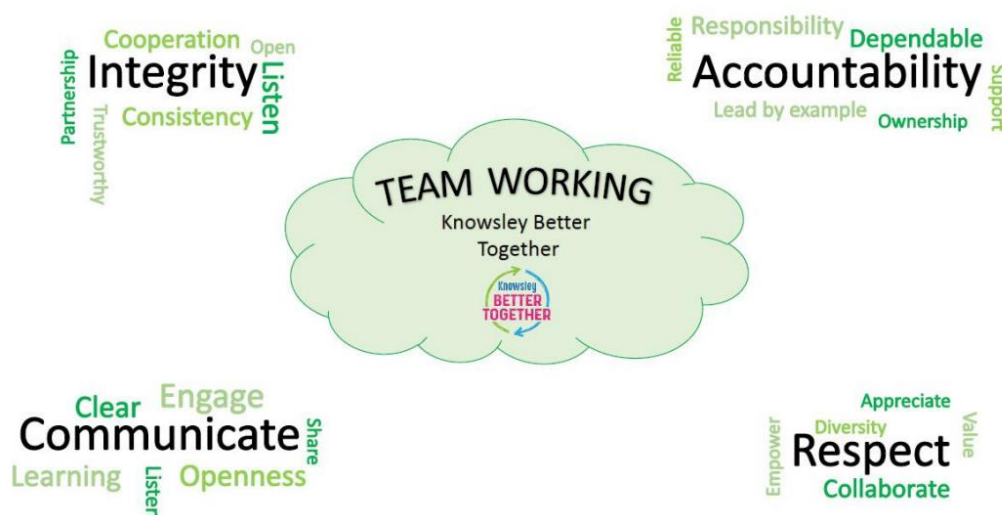 Cooperation
Open
Partnership
Integrity
Listen
Trustworthy
Consistency
Reliable
Responsibility
Dependable
Accountability
Support
Lead by example
Ownership
TEAM WORKING
Knowsley Better
Together
Knowsley
BETTER
TOGETHER
Clear
Engage
Communicate
Share
Learning
Listen
Openness
Appreciate
Empower
Diversity
Value
Respect
Collaborate